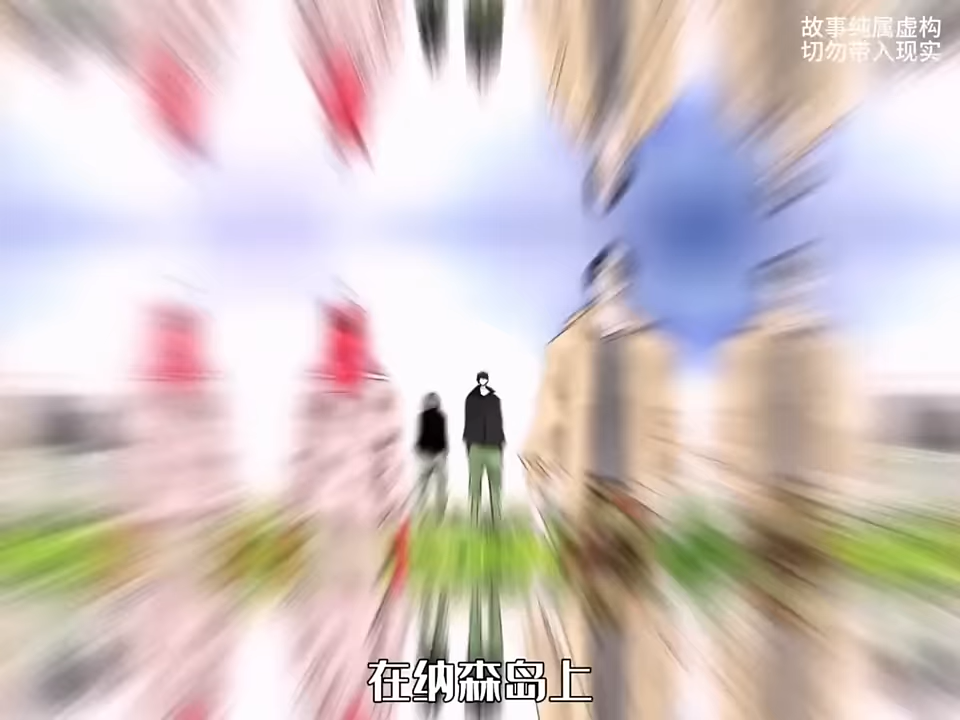 故事纯属虚构
切勿带入现实
在纳森岛上